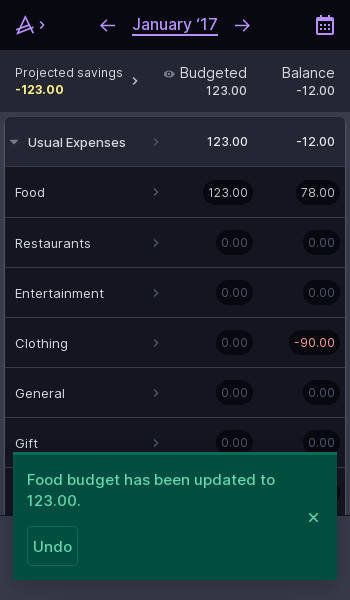 January ‘17
Projected savings
-123.00
Budgeted
123.00
Balance
-12.00
Usual Expenses 123.00 -12.00
Food 123.00 78.00
Restaurants 0.00 0.00
Entertainment 0.00 0.00
Clothing 0.00 -90.00
General 0.00 0.00
Gift 0.00 0.00
Food budget has been updated to
123.00.
Undo